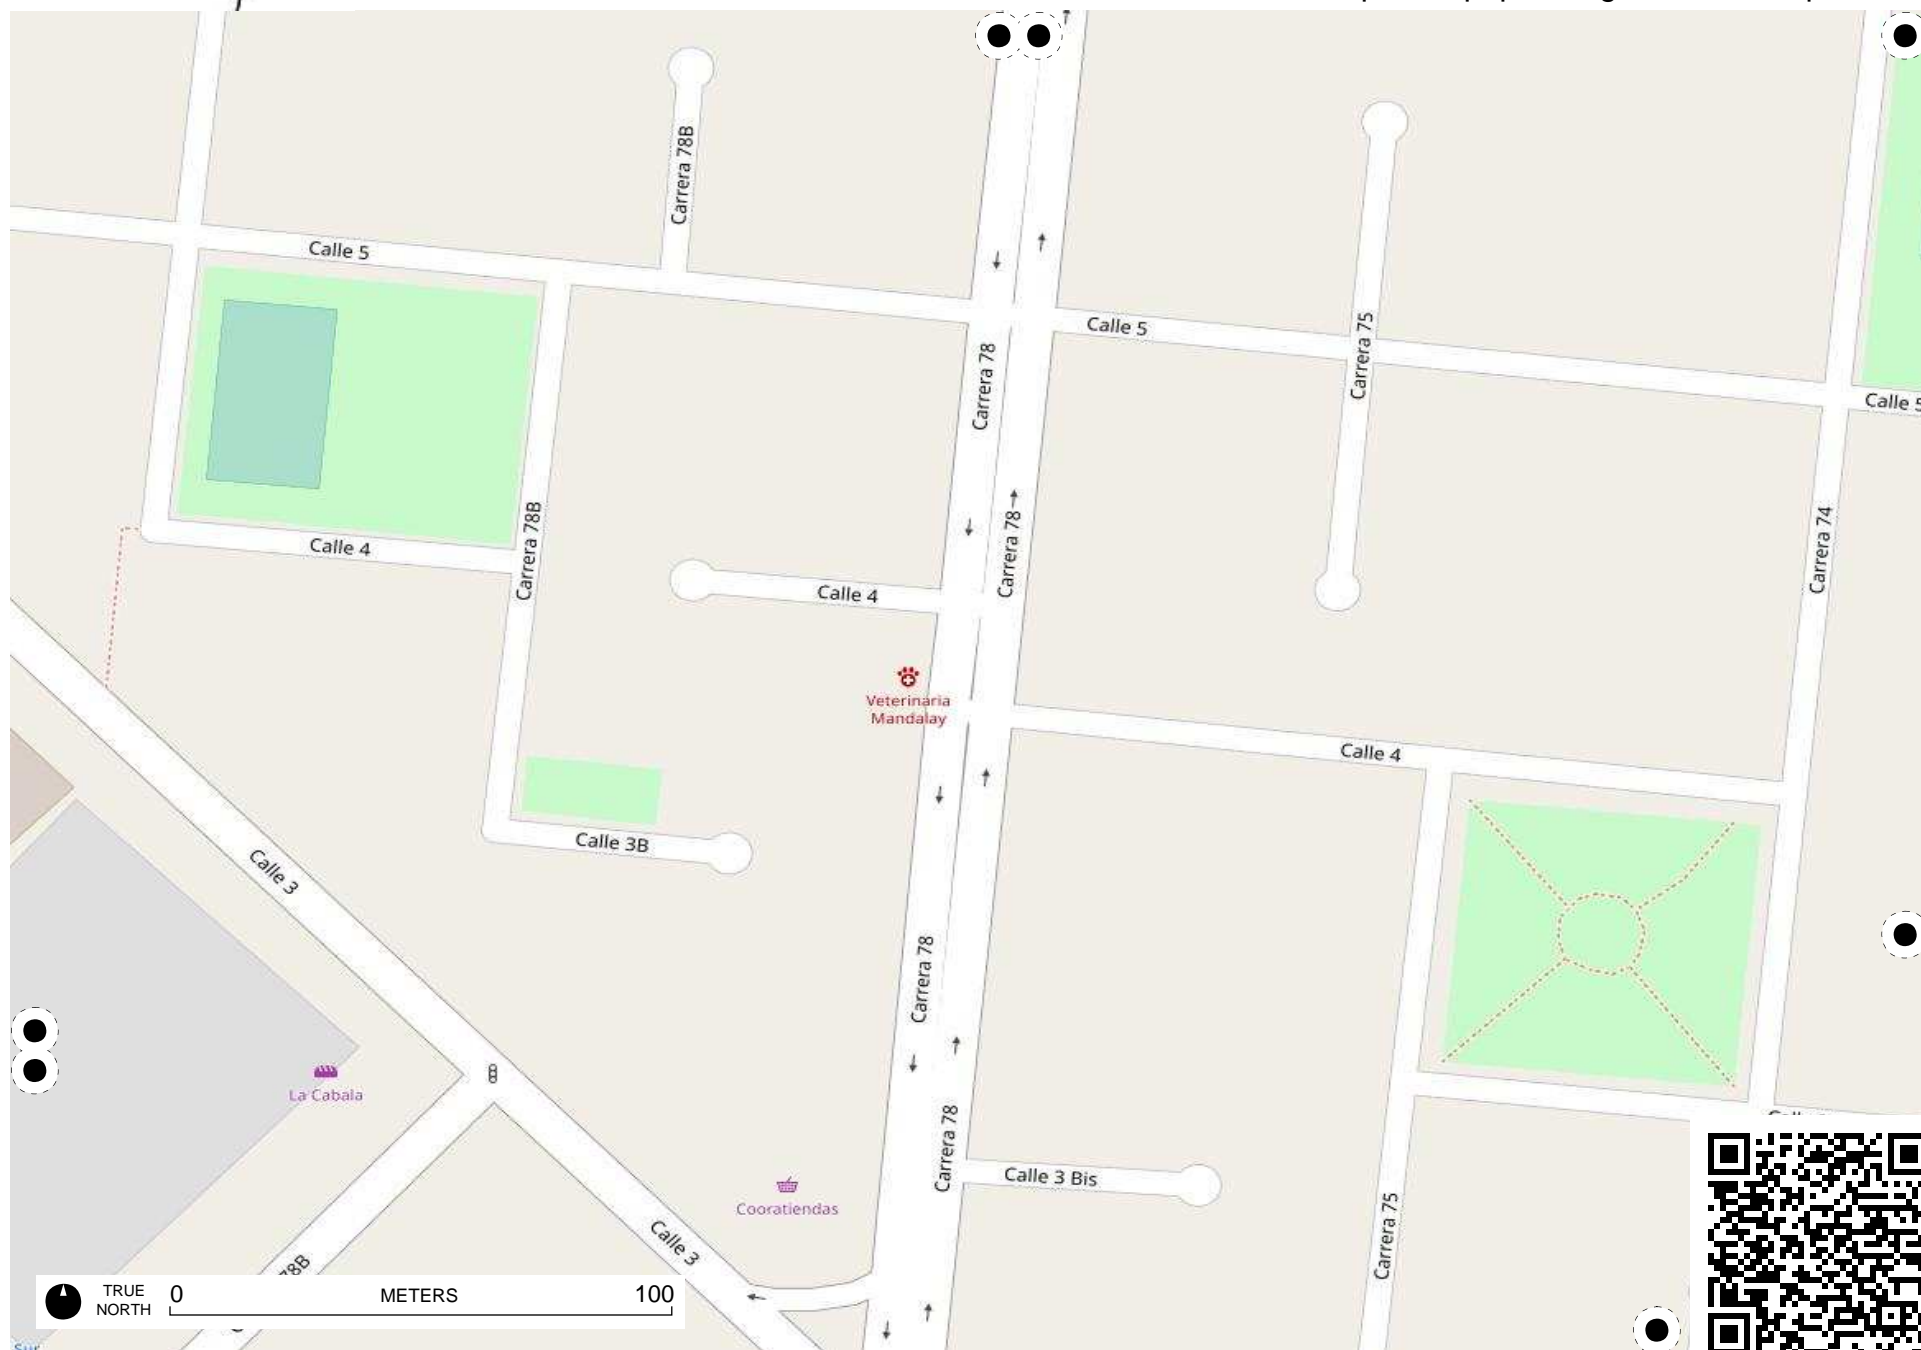 Carrera 78B
Calle 5
Calle 5
Carrera 75
Calle 5
Carrera 78
Carrera 78
Carrera 74
Calle 4
Carrera 78B
Calle 4
Veterinaria
Mandalay
Calle 4
Calle 3B
Calle 3
Carrera 78
La Cabala
Carrera 78
Calle 3 Bis
Cooratiendas
Calle 3
Carrera 75
78B
TRUE
NORTH
0 METERS 100